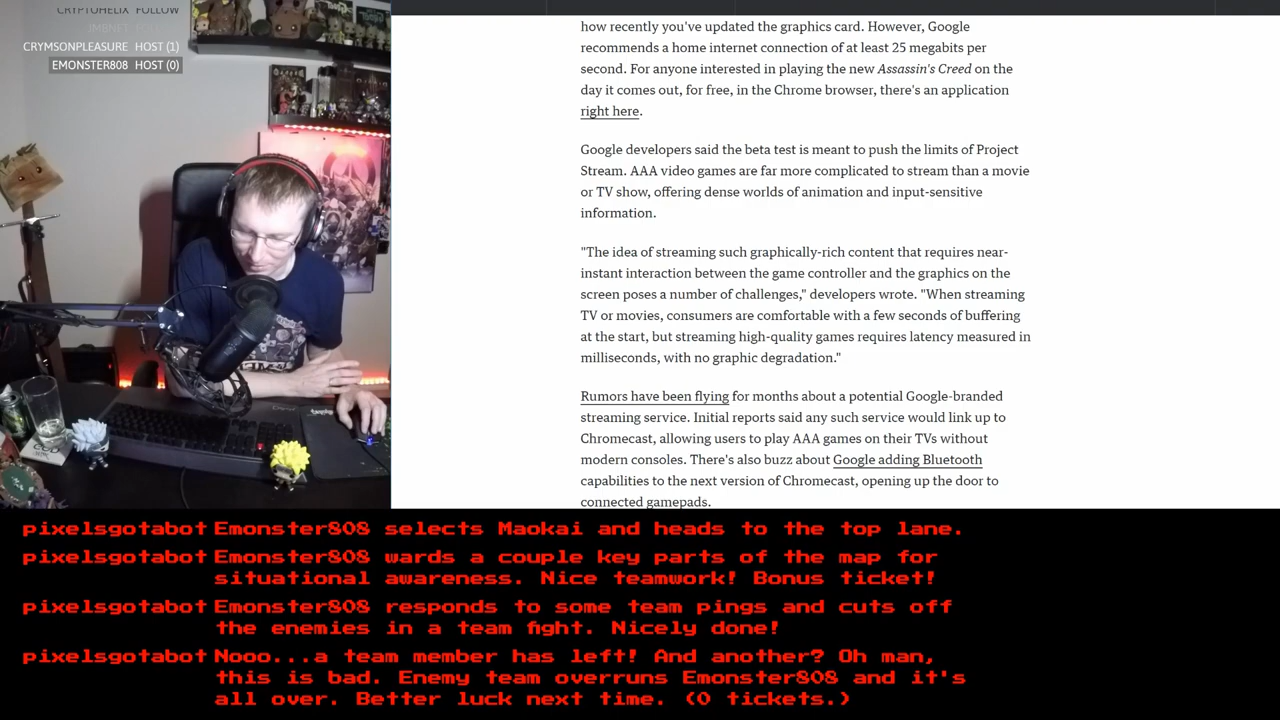 CRYPTOHELIX FOLLOW
JMBNET FOLLOW
CRYMSONPLEASURE HOST (1)
EMONSTER808 HOST (0)
how recently you've updated the graphics card. However, Google
recommends a home internet connection of at least 25 megabits per
second. For anyone interested in playing the new Assassin's Creed on the
day it comes out, for free, in the Chrome browser, there's an application
right here.
Google developers said the beta test is meant to push the limits of Project
Stream. AAA video games are far more complicated to stream than a movie
or TV show, offering dense worlds of animation and input-sensitive
information.
"The idea of streaming such graphically-rich content that requires near-
instant interaction between the game controller and the graphics on the
screen poses a number of challenges," developers wrote. "When streaming
TV or movies, consumers are comfortable with a few seconds of buffering
at the start, but streaming high-quality games requires latency measured in
milliseconds, with no graphic degradation."
Rumors have been flying for months about a potential Google-branded
streaming service. Initial reports said any such service would link up to
Chromecast, allowing users to play AAA games on their TVs without
modern consoles. There's also buzz about Google adding Bluetooth
capabilities to the next version of Chromecast, opening up the door to
connected gamepads.
pixelsgotabot Emonster808 selects Maokai and heads to the top lane.
pixelsgotabot Emonster808 wards a couple key parts of the map for
situational awareness. Nice teamwork! Bonus ticket!
pixelsgotabot Emonster808 responds to some team pings and cuts off
the enemies in a team fight. Nicely done!
pixelsgotabot Nooo...a team member has left! And another? Oh man,
this is bad. Enemy team overruns Emonster808 and it's
all over. Better luck next time. (0 tickets.)